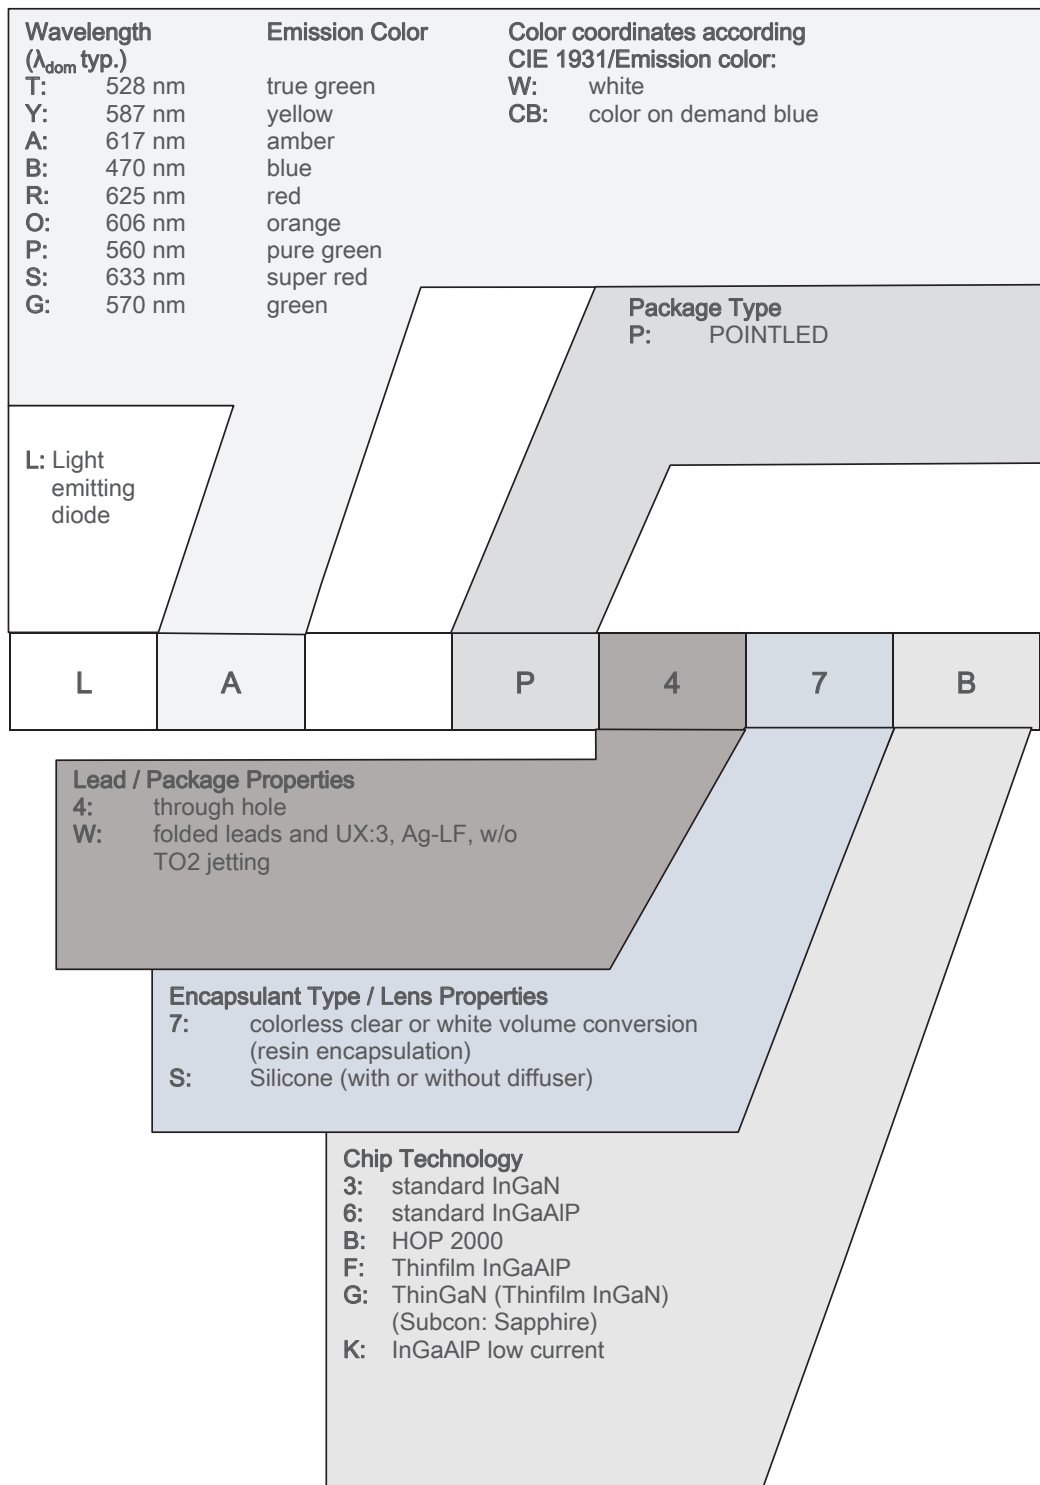 Wavelength Emission Color Color coordinates according
(λdom typ.) CIE 1931/Emission color:
T: 528 nm true green W: white
Y: 587 nm yellow CB: color on demand blue
A: 617 nm amber
B: 470 nm blue
R: 625 nm red
O: 606 nm orange
P: 560 nm pure green
S: 633 nm super red
G: 570 nm green
Package Type
P: POINTLED
L: Light
emitting
diode
L A P 4 7 B
Lead / Package Properties
4: through hole
W: folded leads and UX:3, Ag-LF, w/o
TO2 jetting
Encapsulant Type / Lens Properties
7: colorless clear or white volume conversion
(resin encapsulation)
S: Silicone (with or without diffuser)
Chip Technology
3: standard InGaN
6: standard InGaAlP
B: HOP 2000
F: Thinfilm InGaAlP
G: ThinGaN (Thinfilm InGaN)
(Subcon: Sapphire)
K: InGaAlP low current